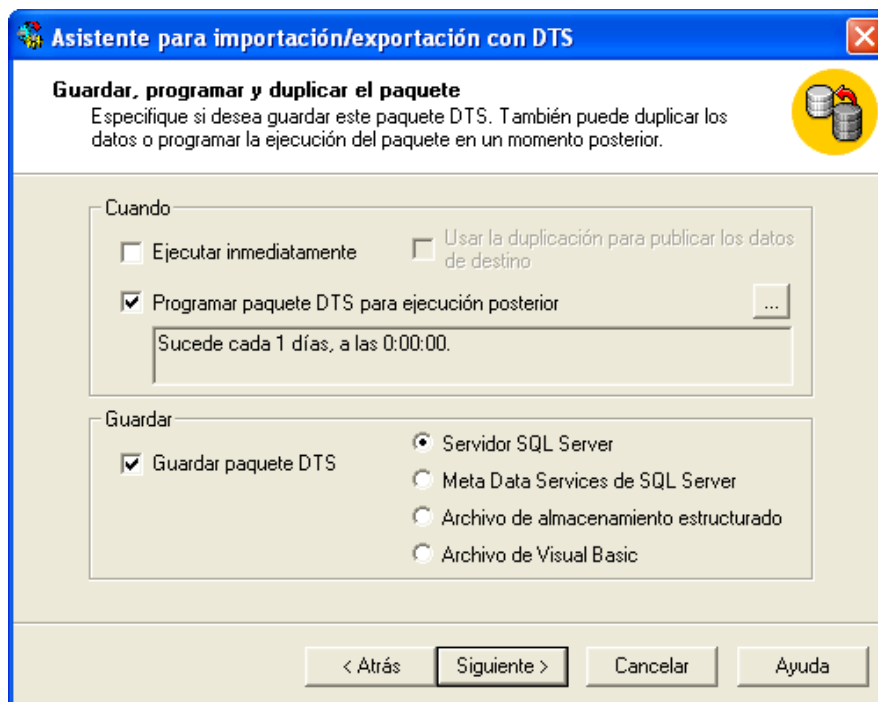 Asistente para importación/exportación con DTS
Guardar, programar y duplicar el paquete
Especifique si desea guardar este paquete DTS. También puede duplicar los
datos o programar la ejecución del paquete en un momento posterior.
Cuando
Ejecutar inmediatamente
Usar la duplicación para publicar los datos
de destino
Programar paquete DTS para ejecución posterior
...
Sucede cada 1 días, a las 0:00:00.
Guardar
Guardar paquete DTS
Servidor SQL Server
Meta Data Services de SQL Server
Archivo de almacenamiento estructurado
Archivo de Visual Basic
< Atrás
Siguiente >
Cancelar
Ayuda